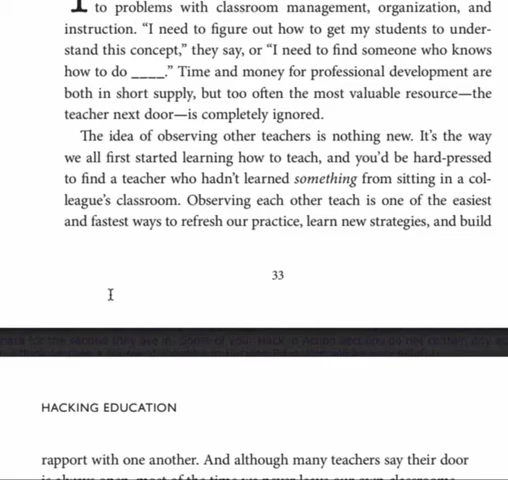 to problems with classroom management, organization, and
instruction. “I need to figure out how to get my students to under-
stand this concept,” they say, or “I need to find someone who knows
how to do ____.” Time and money for professional development are
both in short supply, but too often the most valuable resource—the
teacher next door—is completely ignored.
The idea of observing other teachers is nothing new. It’s the way
we all first started learning how to teach, and you’d be hard-pressed
to find a teacher who hadn’t learned something from sitting in a col-
league’s classroom. Observing each other teach is one of the easiest
and fastest ways to refresh our practice, learn new strategies, and build
33
HACKING EDUCATION
rapport with one another. And although many teachers say their door